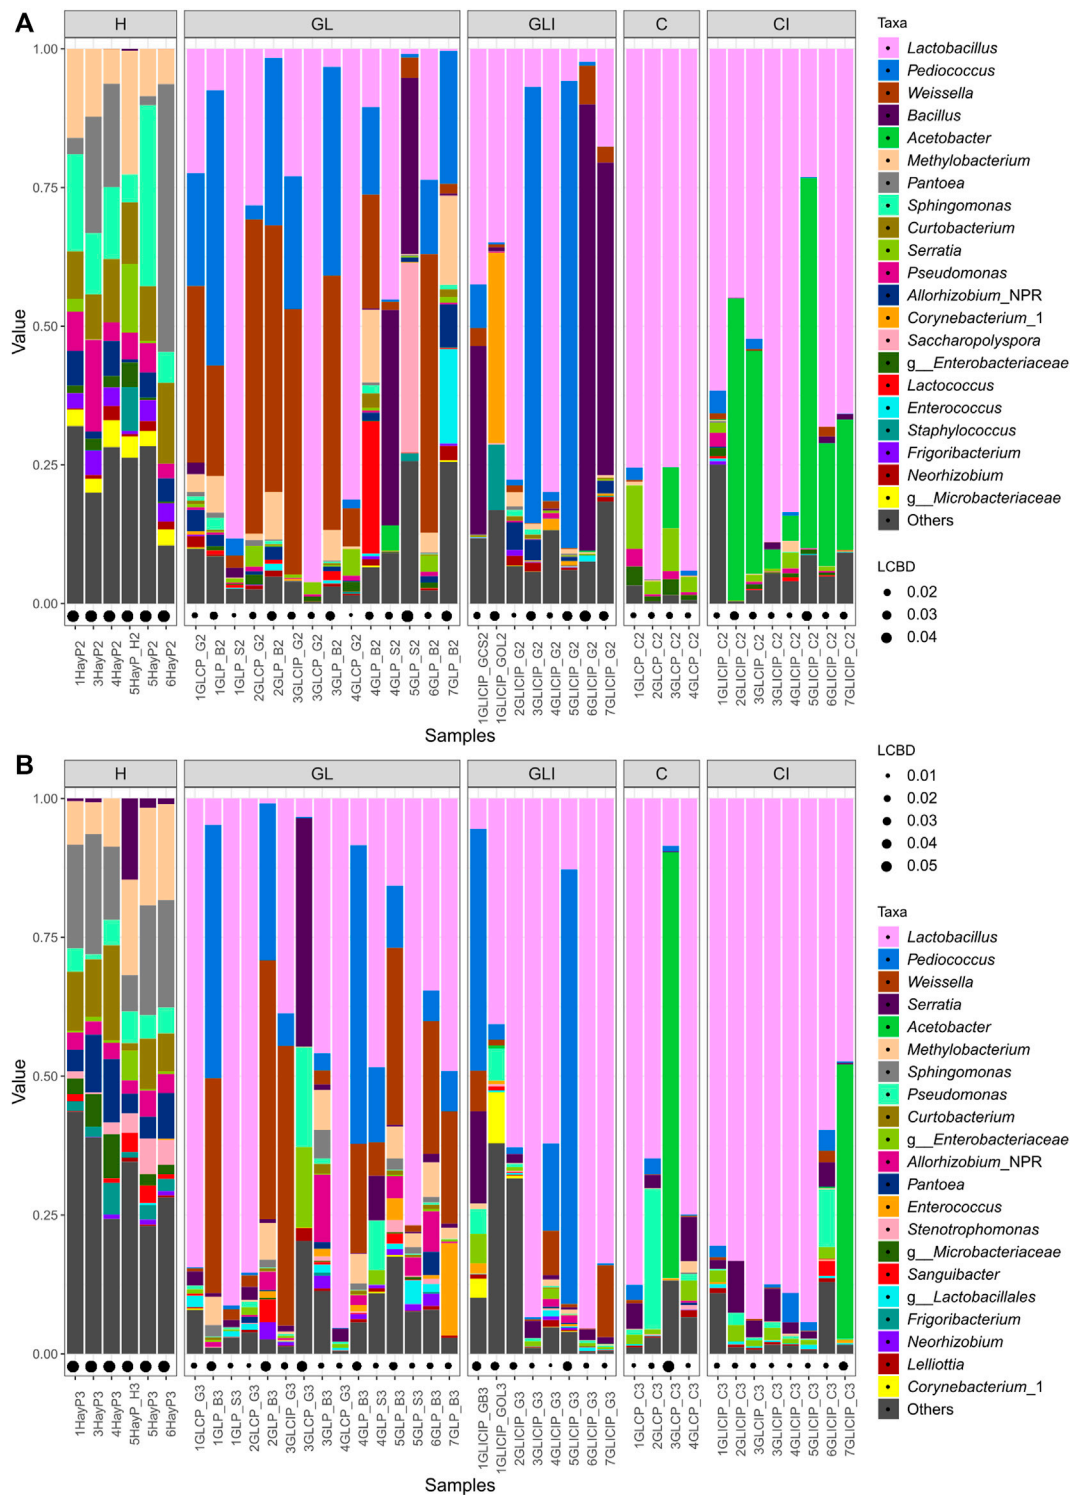 A
H
GL
GLI
C
CI
Value
1.00
0.75
0.50
0.25
0.00
1HayP2
3HayP2
4HayP2
5HayP_H2
5HayP2
6HayP2
1GLCP_G2
1GLP_B2
1GLP_S2
2GLCP_G2
2GLP_B2
3GLCIP_G2
3GLCP_G2
3GLP_B2
4GLCP_G2
4GLP_B2
4GLP_S2
5GLP_S2
6GLP_B2
7GLP_B2
1GLICIP_GCS2
1GLICIP_GOL2
2GLICIP_G2
3GLICIP_G2
4GLICIP_G2
5GLICIP_G2
6GLICIP_G2
7GLICIP_G2
1GLCP_C2
2GLCP_C2
3GLCP_C2
4GLCP_C2
1GLICIP_C2
2GLICIP_C2
3GLCIP_C2
3GLICIP_C2
4GLICIP_C2
5GLICIP_C2
6GLICIP_C2
7GLICIP_C2
Samples
Taxa
Lactobacillus
Pediococcus
Weissella
Bacillus
Acetobacter
Methylobacterium
Pantoea
Sphingomonas
Curtobacterium
Serratia
Pseudomonas
Allorhizobium_NPR
Corynebacterium_1
Saccharopolyspora
g__Enterobacteriaceae
Lactococcus
Enterococcus
Staphylococcus
Frigoribacterium
Neorhizobium
g__Microbacteriaceae
Others
LCBD
0.02
0.03
0.04
B
H
GL
GLI
C
CI
Value
1.00
0.75
0.50
0.25
0.00
1HayP3
3HayP3
4HayP3
5HayP_H3
5HayP3
6HayP3
1GLCP_G3
1GLP_B3
1GLP_S3
2GLCP_G3
2GLP_B3
3GLCIP_G3
3GLCP_G3
3GLP_B3
4GLCP_G3
4GLP_B3
4GLP_S3
5GLP_B3
5GLP_S3
6GLP_B3
7GLP_B3
1GLICIP_GB3
1GLICIP_GOL3
2GLICIP_G3
3GLICIP_G3
4GLICIP_G3
5GLICIP_G3
6GLICIP_G3
7GLICIP_G3
1GLCP_C3
2GLCP_C3
3GLCP_C3
4GLCP_C3
1GLICIP_C3
2GLICIP_C3
3GLCIP_C3
3GLICIP_C3
4GLICIP_C3
5GLICIP_C3
6GLICIP_C3
7GLICIP_C3
Samples
LCBD
0.01
0.02
0.03
0.04
0.05
Taxa
Lactobacillus
Pediococcus
Weissella
Serratia
Acetobacter
Methylobacterium
Sphingomonas
Pseudomonas
Curtobacterium
g__Enterobacteriaceae
Allorhizobium_NPR
Pantoea
Enterococcus
Stenotrophomonas
g__Microbacteriaceae
Sanguibacter
g__Lactobacillales
Frigoribacterium
Neorhizobium
Lelliottia
Corynebacterium_1
Others